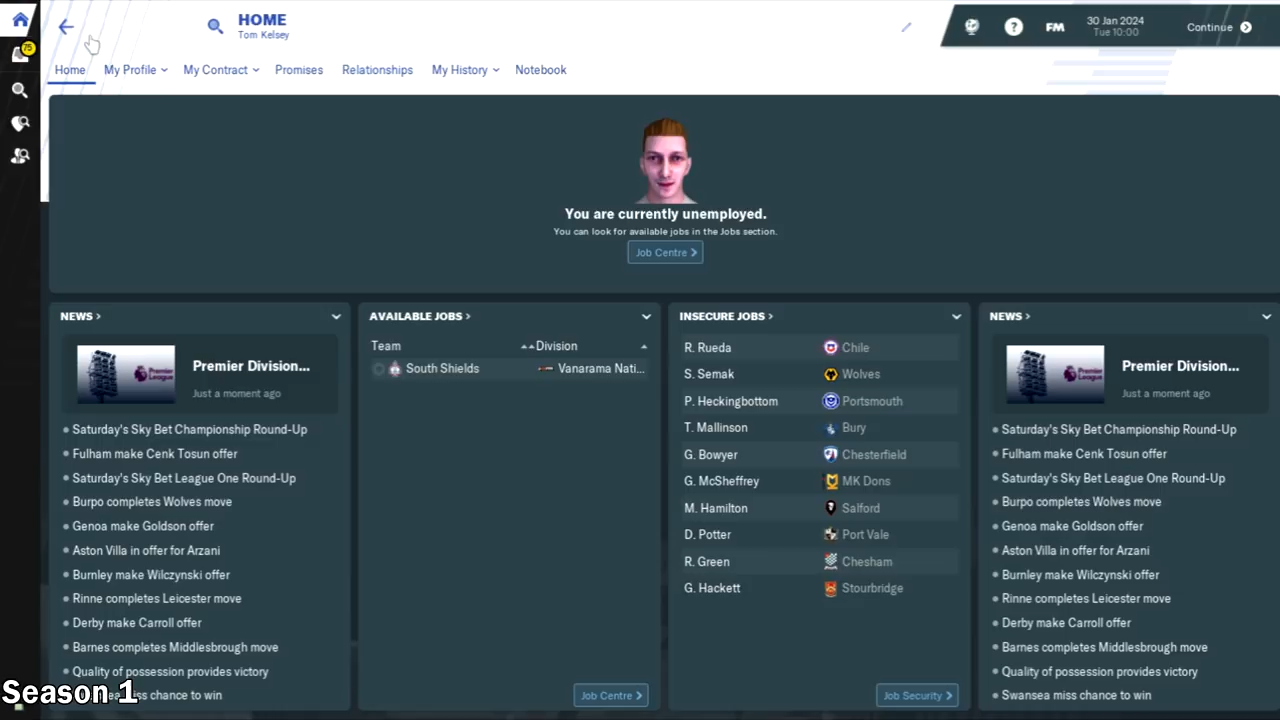 HOME
Tom Kelsey
30 Jan 2024
Tue 10:00
FM
Continue
75
Home My Profile My Contract Promises Relationships My History Notebook
You are currently unemployed.
You can look for available jobs in the Jobs section.
Job Centre
NEWS
Premier Division...
Just a moment ago
Saturday's Sky Bet Championship Round-Up
Fulham make Cenk Tosun offer
Saturday's Sky Bet League One Round-Up
Burpo completes Wolves move
Genoa make Goldson offer
Aston Villa in offer for Arzani
Burnley make Wilczynski offer
Rinne completes Leicester move
Derby make Carroll offer
Barnes completes Middlesbrough move
Quality of possession provides victory
miss chance to win
Season 1
AVAILABLE JOBS
Team Division
South Shields Vanarama Nati...
Job Centre
INSECURE JOBS
R. Rueda Chile
S. Semak Wolves
P. Heckingbottom Portsmouth
T. Mallinson Bury
G. Bowyer Chesterfield
G. McSheffrey MK Dons
M. Hamilton Salford
D. Potter Port Vale
R. Green Chesham
G. Hackett Stourbridge
Job Security
NEWS
Premier Division...
Just a moment ago
Saturday's Sky Bet Championship Round-Up
Fulham make Cenk Tosun offer
Saturday's Sky Bet League One Round-Up
Burpo completes Wolves move
Genoa make Goldson offer
Aston Villa in offer for Arzani
Burnley make Wilczynski offer
Rinne completes Leicester move
Derby make Carroll offer
Barnes completes Middlesbrough move
Quality of possession provides victory
Swansea miss chance to win